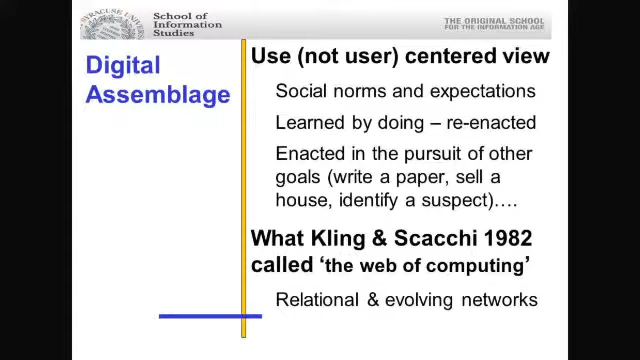 SYRACUSE UNIVERSITY
School of
Information
Studies
THE ORIGINAL SCHOOL
FOR THE INFORMATION AGE
Digital
Assemblage
Use (not user) centered view
Social norms and expectations
Learned by doing – re-enacted
Enacted in the pursuit of other
goals (write a paper, sell a
house, identify a suspect)….
What Kling & Scacchi 1982
called ‘the web of computing’
Relational & evolving networks